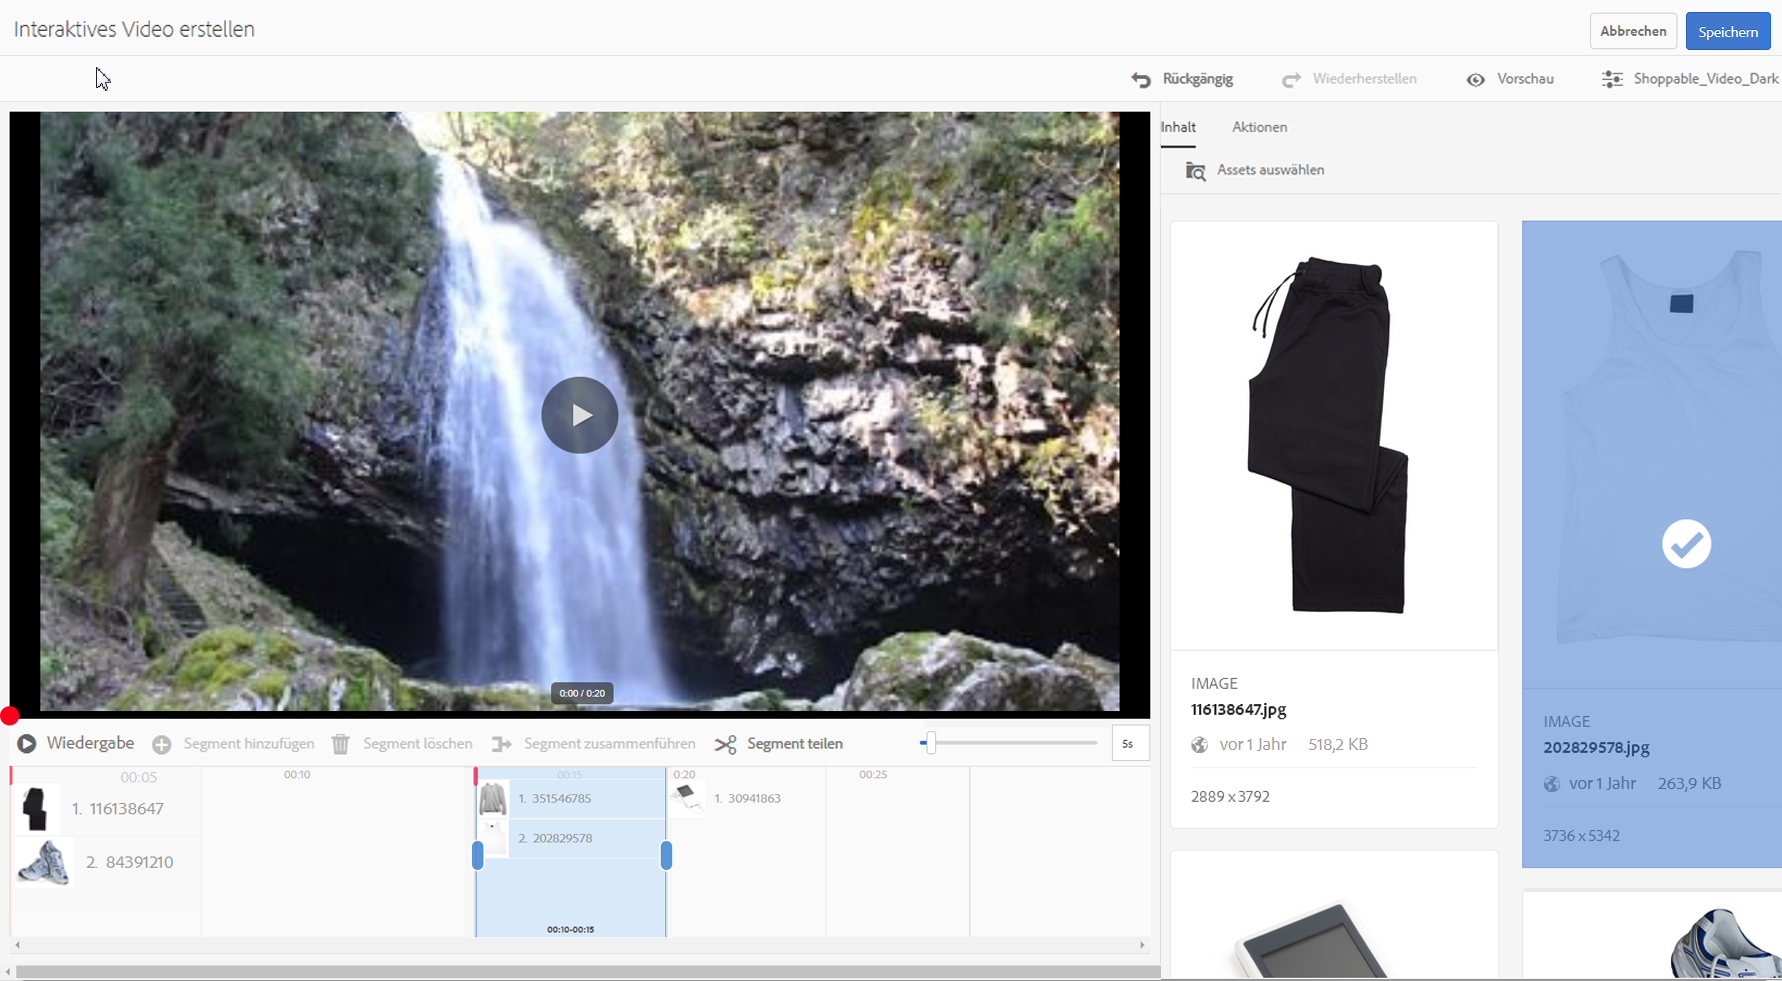 Interaktives Video erstellen
Abbrechen
Speichern
Rückgängig
Wiederherstellen
Vorschau
Shoppable_Video_Dark
Inhalt
Aktionen
Assets auswählen
IMAGE
116138647.jpg
vor 1 Jahr 518,2 KB
2889 x 3792
IMAGE
202829578.jpg
vor 1 Jahr 263,9 KB
3736 x 5342
0:00 / 0:20
Wiedergabe
Segment hinzufügen
Segment löschen
Segment zusammenführen
Segment teilen
5s
00:05
00:10
00:15
0:20
00:25
1. 116138647
2. 84391210
1. 351546785
2. 202829578
1. 30941863
00:10-00:15